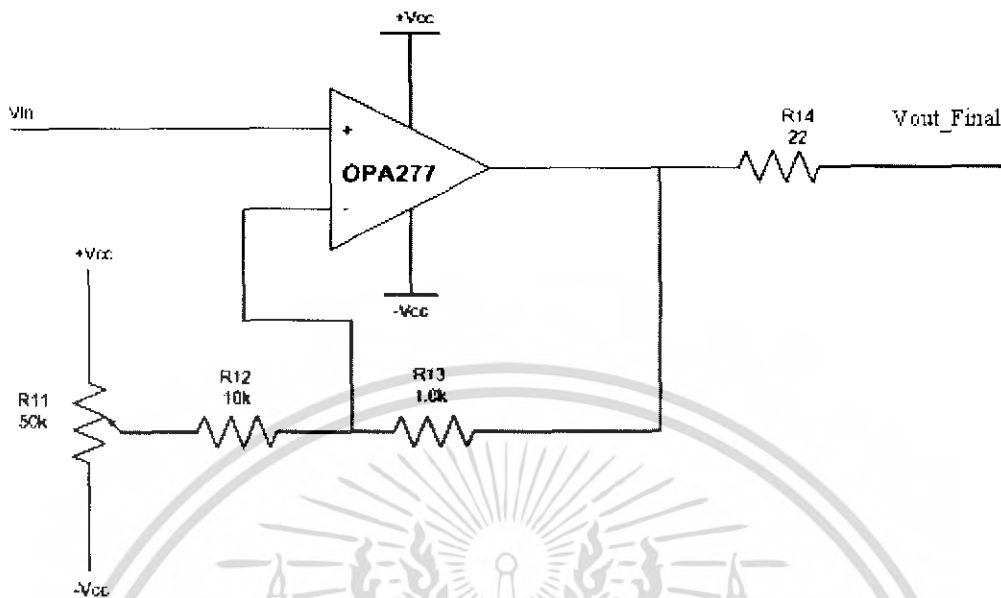 +Vcc
Vin
+
OPA277
-
-Vcc
R14
22
Vout_Final
+Vcc
R11
50k
-Vcc
R12
10k
R13
1.0k